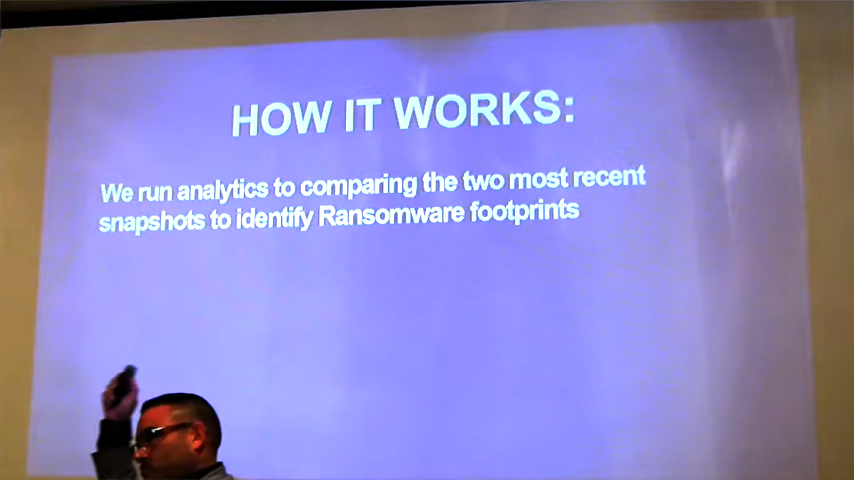 HOW IT WORKS:
We run analytics to comparing the two most recent
snapshots to identify Ransomware footprints